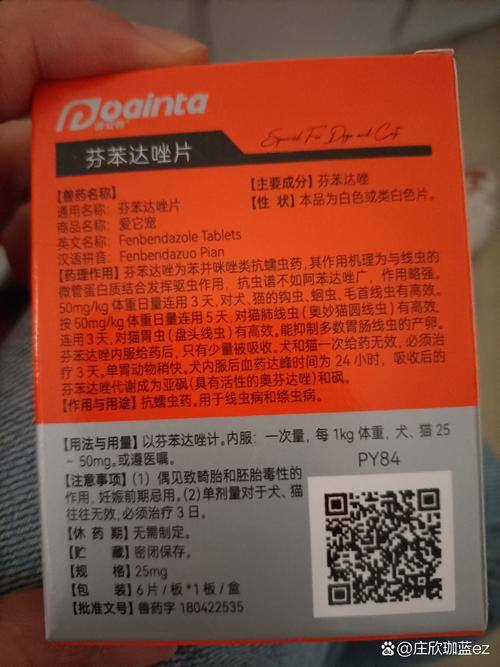 Poainta
Special For Dogs and Cats
芬苯达唑片
【兽药名称】
通用名称：芬苯达唑片
商品名称：爱它宠
英文名称：Fenbendazole Tablets
汉语拼音：Fenbendazuo Pian
【主要成分】芬苯达唑
【性 状】本品为白色或类白色片。
【药理作用】芬苯达唑为苯并咪唑类抗蠕虫药，其作用机理为与线虫的
微管蛋白质结合发挥驱虫作用，抗虫谱不如阿苯达唑广，作用略强。
50mg/kg体重日量连用3天，对犬、猫的钩虫、蛔虫、毛首线虫有高效。
按50mg/kg体重日量连用5天，对猫肺线虫(奥妙猫圆线虫)有高效；
连用3天，对猫胃虫(盘头线虫)有高效，能抑制多数胃肠线虫的产卵。
芬苯达唑内服给药后，只有少量被吸收。犬和猫一次给药无效，必须治
疗3天。单胃动物稍快。犬内服后血药达峰时间为24小时，吸收后的
芬苯达唑代谢成为亚砜(具有活性的奥芬达唑)和砜。
【作用与用途】抗蠕虫药。用于线虫病和绦虫病。
【用法与用量】以芬苯达唑计。内服：一次量，每1kg体重，犬、猫25
~50mg。或遵医嘱。
【注意事项】(1) 偶见致畸胎和胚胎毒性的
作用，妊娠前期忌用。(2)单剂量对于犬、猫
往往无效，必须治疗3日。
【休 药 期】无需制定。
【贮 藏】密闭保存。
【规 格】25mg
【包 装】6片/板*1板/盒
【批准文号】兽药字 180422535
PY84
@庄欣珈蓝ez